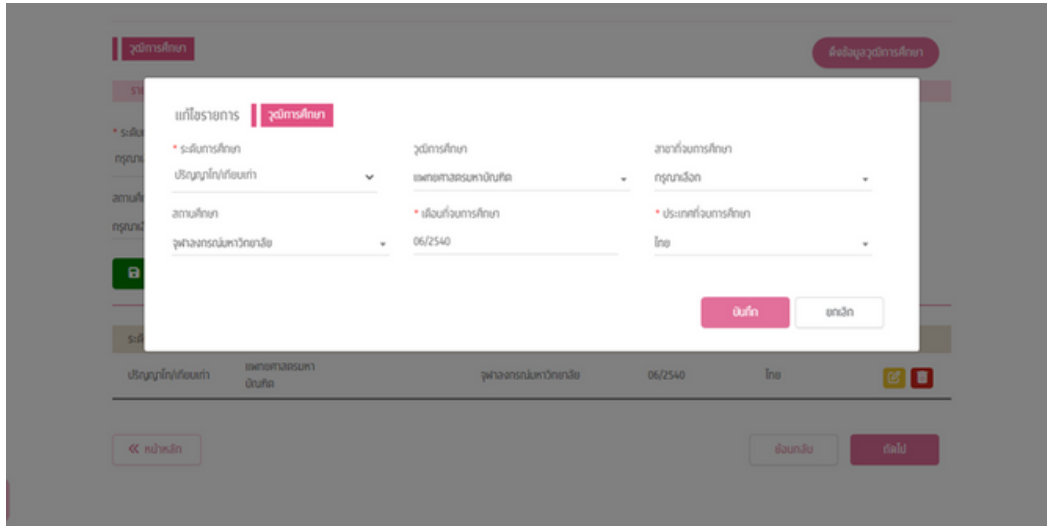 วุฒิการศึกษา
ดึงข้อมูลวุฒิการศึกษา
แก้ไขรายการ วุฒิการศึกษา
* ระดับการศึกษา วุฒิการศึกษา สาขาที่จบการศึกษา
ปริญญาโท/เทียบเท่า แพทยศาสตรมหาบัณฑิต กรุณาเลือก
สถานศึกษา * เดือนที่จบการศึกษา * ประเทศที่จบการศึกษา
จุฬาลงกรณ์มหาวิทยาลัย 06/2540 ไทย
บันทึก ยกเลิก
ปริญญาโท/เทียบเท่า แพทยศาสตรมหา จุฬาลงกรณ์มหาวิทยาลัย 06/2540 ไทย
บัณฑิต
หน้าหลัก ย้อนกลับ ถัดไป